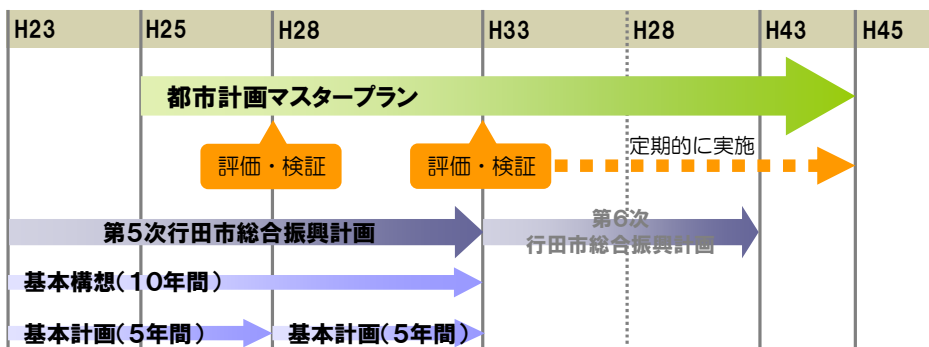 H23 H25 H28 H33 H28 H43 H45
都市計画マスタープラン
評価・検証 評価・検証
定期的に実施
第5次行田市総合振興計画
第6次
行田市総合振興計画
基本構想(10年間)
基本計画(5年間) 基本計画(5年間)